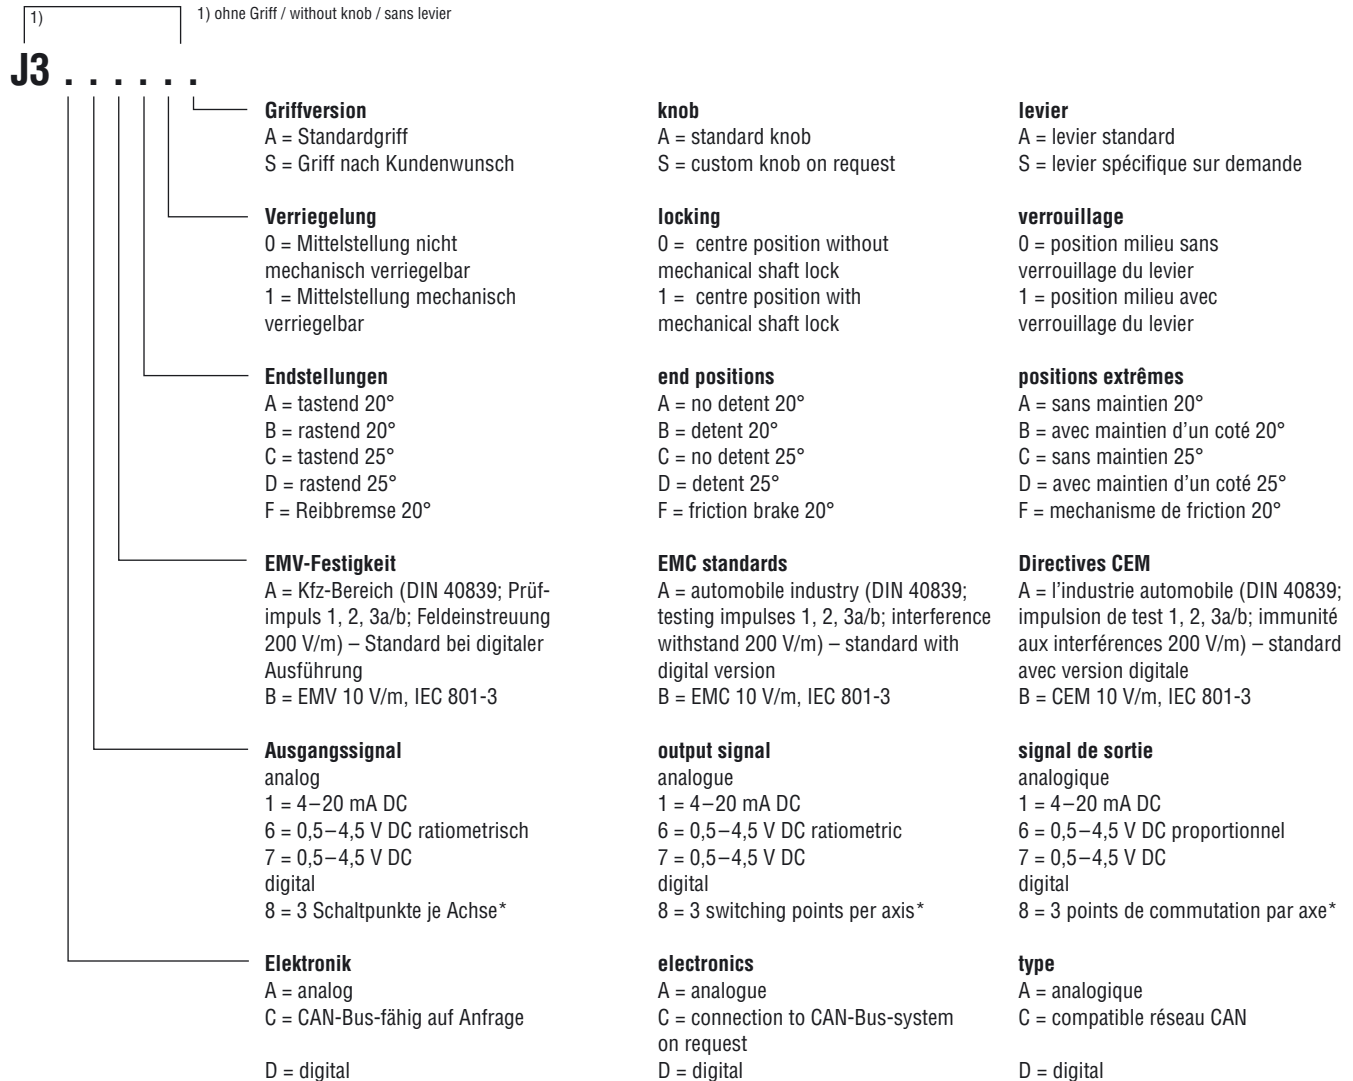 1)
1) ohne Griff / without knob / sans levier
J3 . . . . . .
Griffversion
A = Standardgriff
S = Griff nach Kundenwunsch
knob
A = standard knob
S = custom knob on request
levier
A = levier standard
S = levier spécifique sur demande
Verriegelung
0 = Mittelstellung nicht
mechanisch verriegelbar
1 = Mittelstellung mechanisch
verriegelbar
locking
0 = centre position without
mechanical shaft lock
1 = centre position with
mechanical shaft lock
verrouillage
0 = position milieu sans
verrouillage du levier
1 = position milieu avec
verrouillage du levier
Endstellungen
A = tastend 20°
B = rastend 20°
C = tastend 25°
D = rastend 25°
F = Reibbremse 20°
end positions
A = no detent 20°
B = detent 20°
C = no detent 25°
D = detent 25°
F = friction brake 20°
positions extrêmes
A = sans maintien 20°
B = avec maintien d'un coté 20°
C = sans maintien 25°
D = avec maintien d'un coté 25°
F = mechanisme de friction 20°
EMV-Festigkeit
A = Kfz-Bereich (DIN 40839; Prüf-
impuls 1, 2, 3a/b; Feldeinstreuung
200 V/m) – Standard bei digitaler
Ausführung
B = EMV 10 V/m, IEC 801-3
EMC standards
A = automobile industry (DIN 40839;
testing impulses 1, 2, 3a/b; interference
withstand 200 V/m) – standard with
digital version
B = EMC 10 V/m, IEC 801-3
Directives CEM
A = l'industrie automobile (DIN 40839;
impulsion de test 1, 2, 3a/b; immunité
aux interférences 200 V/m) – standard
avec version digitale
B = CEM 10 V/m, IEC 801-3
Ausgangssignal
analog
1 = 4–20 mA DC
6 = 0,5–4,5 V DC ratiometrisch
7 = 0,5–4,5 V DC
digital
8 = 3 Schaltpunkte je Achse*
output signal
analogue
1 = 4–20 mA DC
6 = 0,5–4,5 V DC ratiometric
7 = 0,5–4,5 V DC
digital
8 = 3 switching points per axis*
signal de sortie
analogique
1 = 4–20 mA DC
6 = 0,5–4,5 V DC proportionnel
7 = 0,5–4,5 V DC
digital
8 = 3 points de commutation par axe*
Elektronik
A = analog
C = CAN-Bus-fähig auf Anfrage
D = digital
electronics
A = analogue
C = connection to CAN-Bus-system
on request
D = digital
type
A = analogique
C = compatible réseau CAN
D = digital